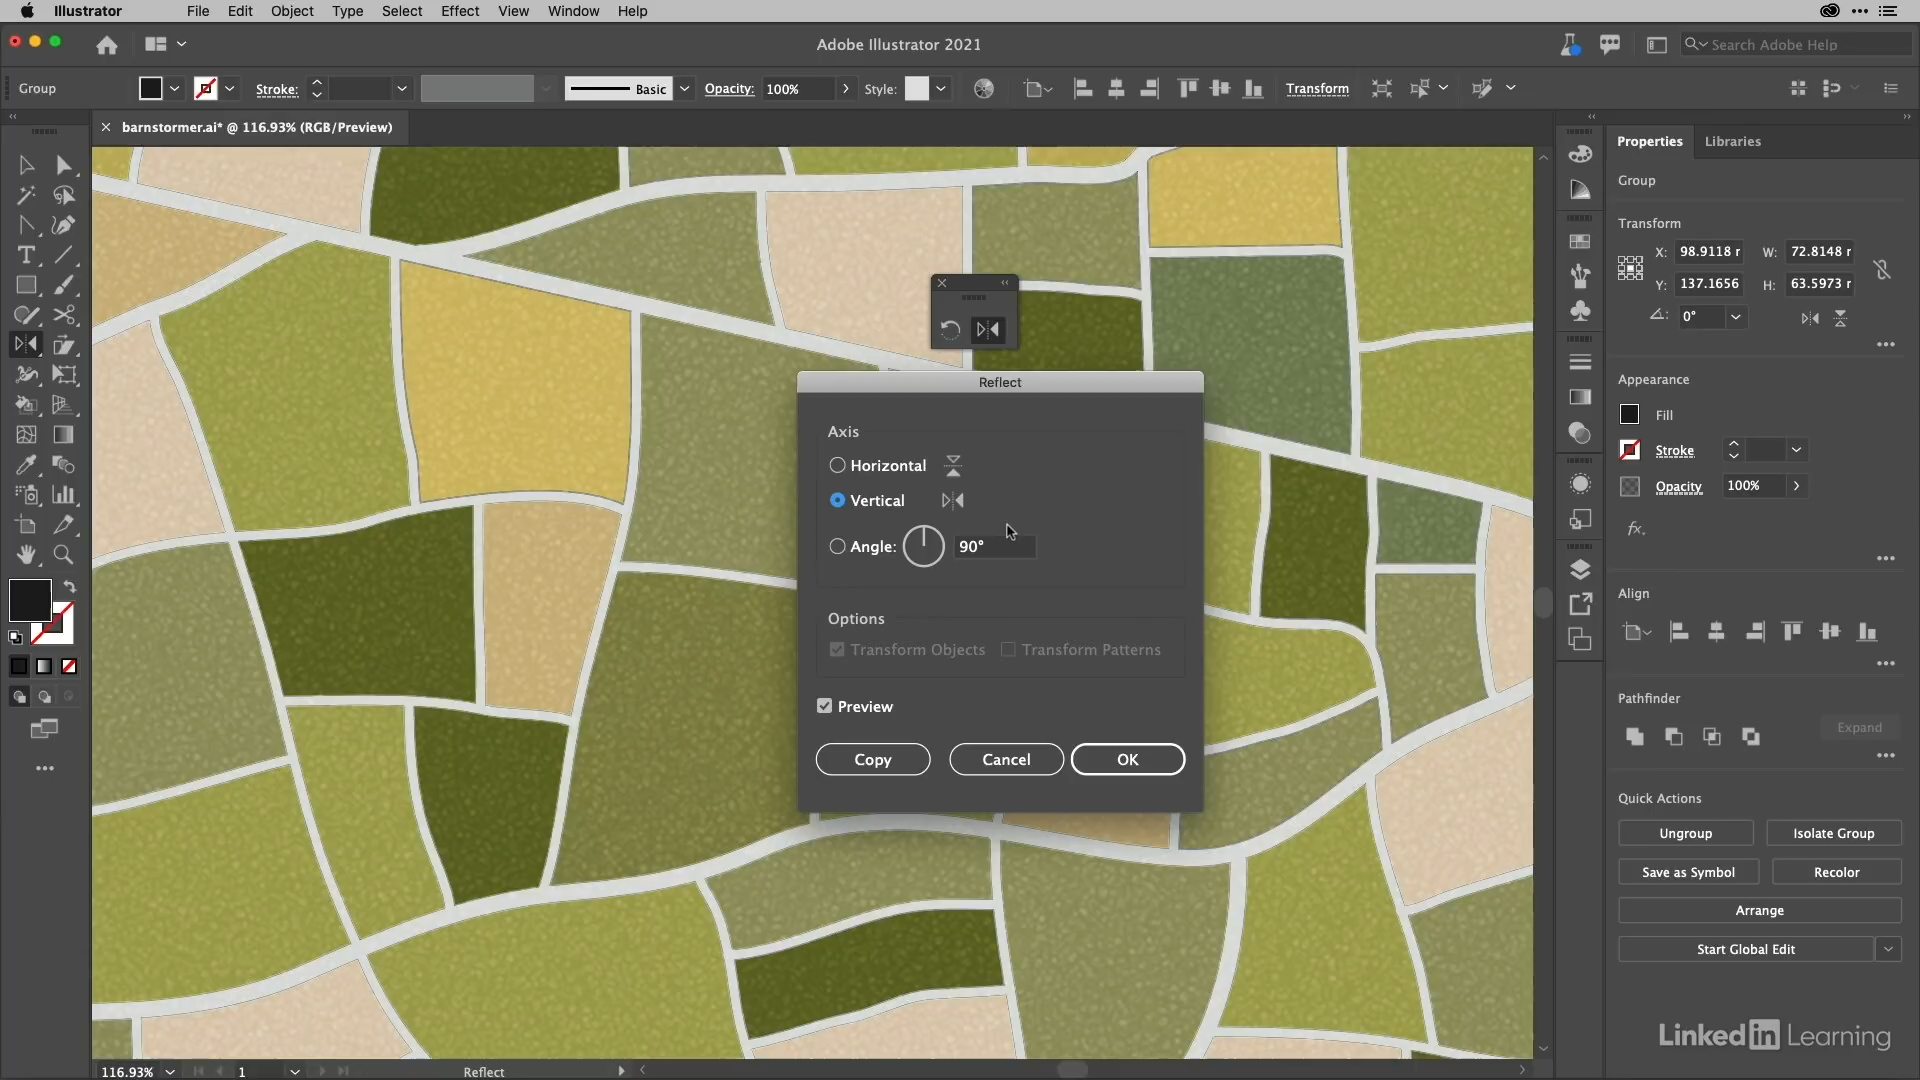 Illustrator File Edit Object Type Select Effect View Window Help
Adobe Illustrator 2021
Search Adobe Help
Group Stroke: Basic Opacity: 100% Style: Transform
barnstormer.ai* @ 116.93% (RGB/Preview)
Properties Libraries
Group
Transform
X: 98.9118 r W: 72.8148 r
Y: 137.1656 H: 63.5973 r
0°
Reflect
Appearance
Axis
Fill
Horizontal
Stroke
Vertical
Opacity 100%
fx.
Angle: 90°
Align
Options
Transform Objects Transform Patterns
Pathfinder
Preview
Expand
Copy Cancel OK
Quick Actions
Ungroup Isolate Group
Save as Symbol Recolor
Arrange
Start Global Edit
LinkedIn Learning
116.93% 1 Reflect